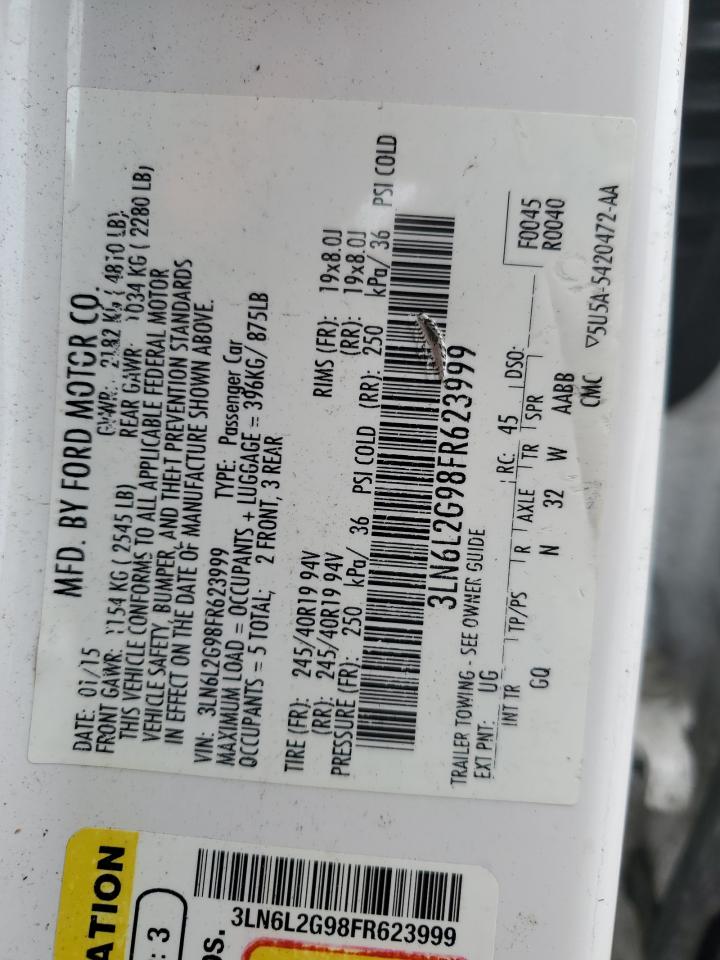 MFD. BY FORD MOTOR CO.
DATE: 01/15 GVWR: 2182 KG ( 4810 LB)
FRONT GAWR: 1154 KG ( 2545 LB) REAR GAWR: 1034 KG ( 2280 LB)
THIS VEHICLE CONFORMS TO ALL APPLICABLE FEDERAL MOTOR
VEHICLE SAFETY, BUMPER, AND THEFT PREVENTION STANDARDS
IN EFFECT ON THE DATE OF MANUFACTURE SHOWN ABOVE.
VIN: 3LN6L2G98FR623999 TYPE: Passenger Car
MAXIMUM LOAD = OCCUPANTS + LUGGAGE = 396KG/ 875LB
OCCUPANTS = 5 TOTAL; 2 FRONT, 3 REAR
TIRE (FR): 245/40R19 94V RIMS (FR): 19x8.0J
(RR): 245/40R19 94V (RR): 19x8.0J
PRESSURE (FR): 250 kPa/ 36 PSI COLD (RR): 250 kPa/ 36 PSI COLD
3LN6L2G98FR623999
TRAILER TOWING - SEE OWNER GUIDE
EXT PNT: UG RC: 45 DSO: F0045
R0040
INT TR TP/PS R AXLE TR SPR
GQ N 32 W AABB
CMC ▽5U5A-5420472-AA
ATION
: 3
os.
3LN6L2G98FR623999